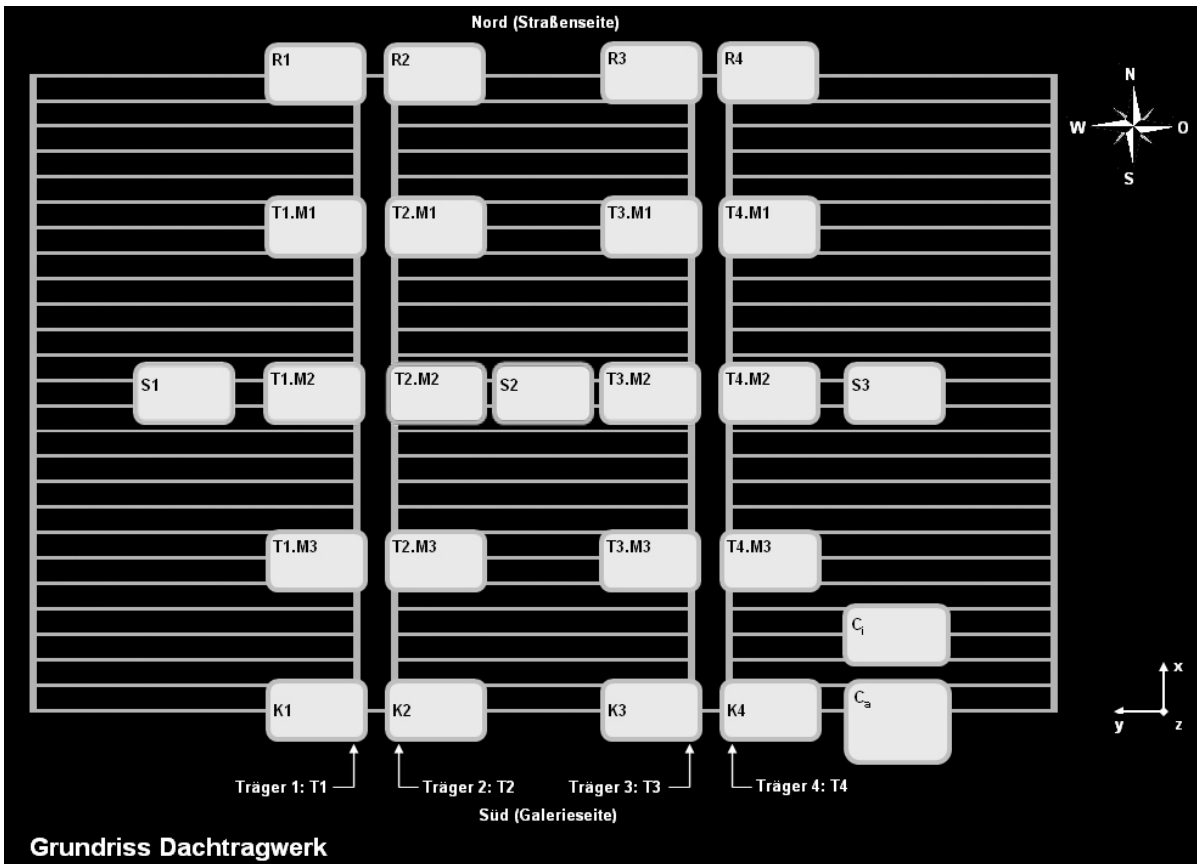 Nord (Straßenseite)
R1 R2 R3 R4
N
W O
S
T1.M1 T2.M1 T3.M1 T4.M1
S1 T1.M2 T2.M2 S2 T3.M2 T4.M2 S3
T1.M3 T2.M3 T3.M3 T4.M3
Ci
x
K1 K2 K3 K4 Ca
y z
Träger 1: T1 Träger 2: T2 Träger 3: T3 Träger 4: T4
Süd (Galerieseite)
Grundriss Dachtragwerk